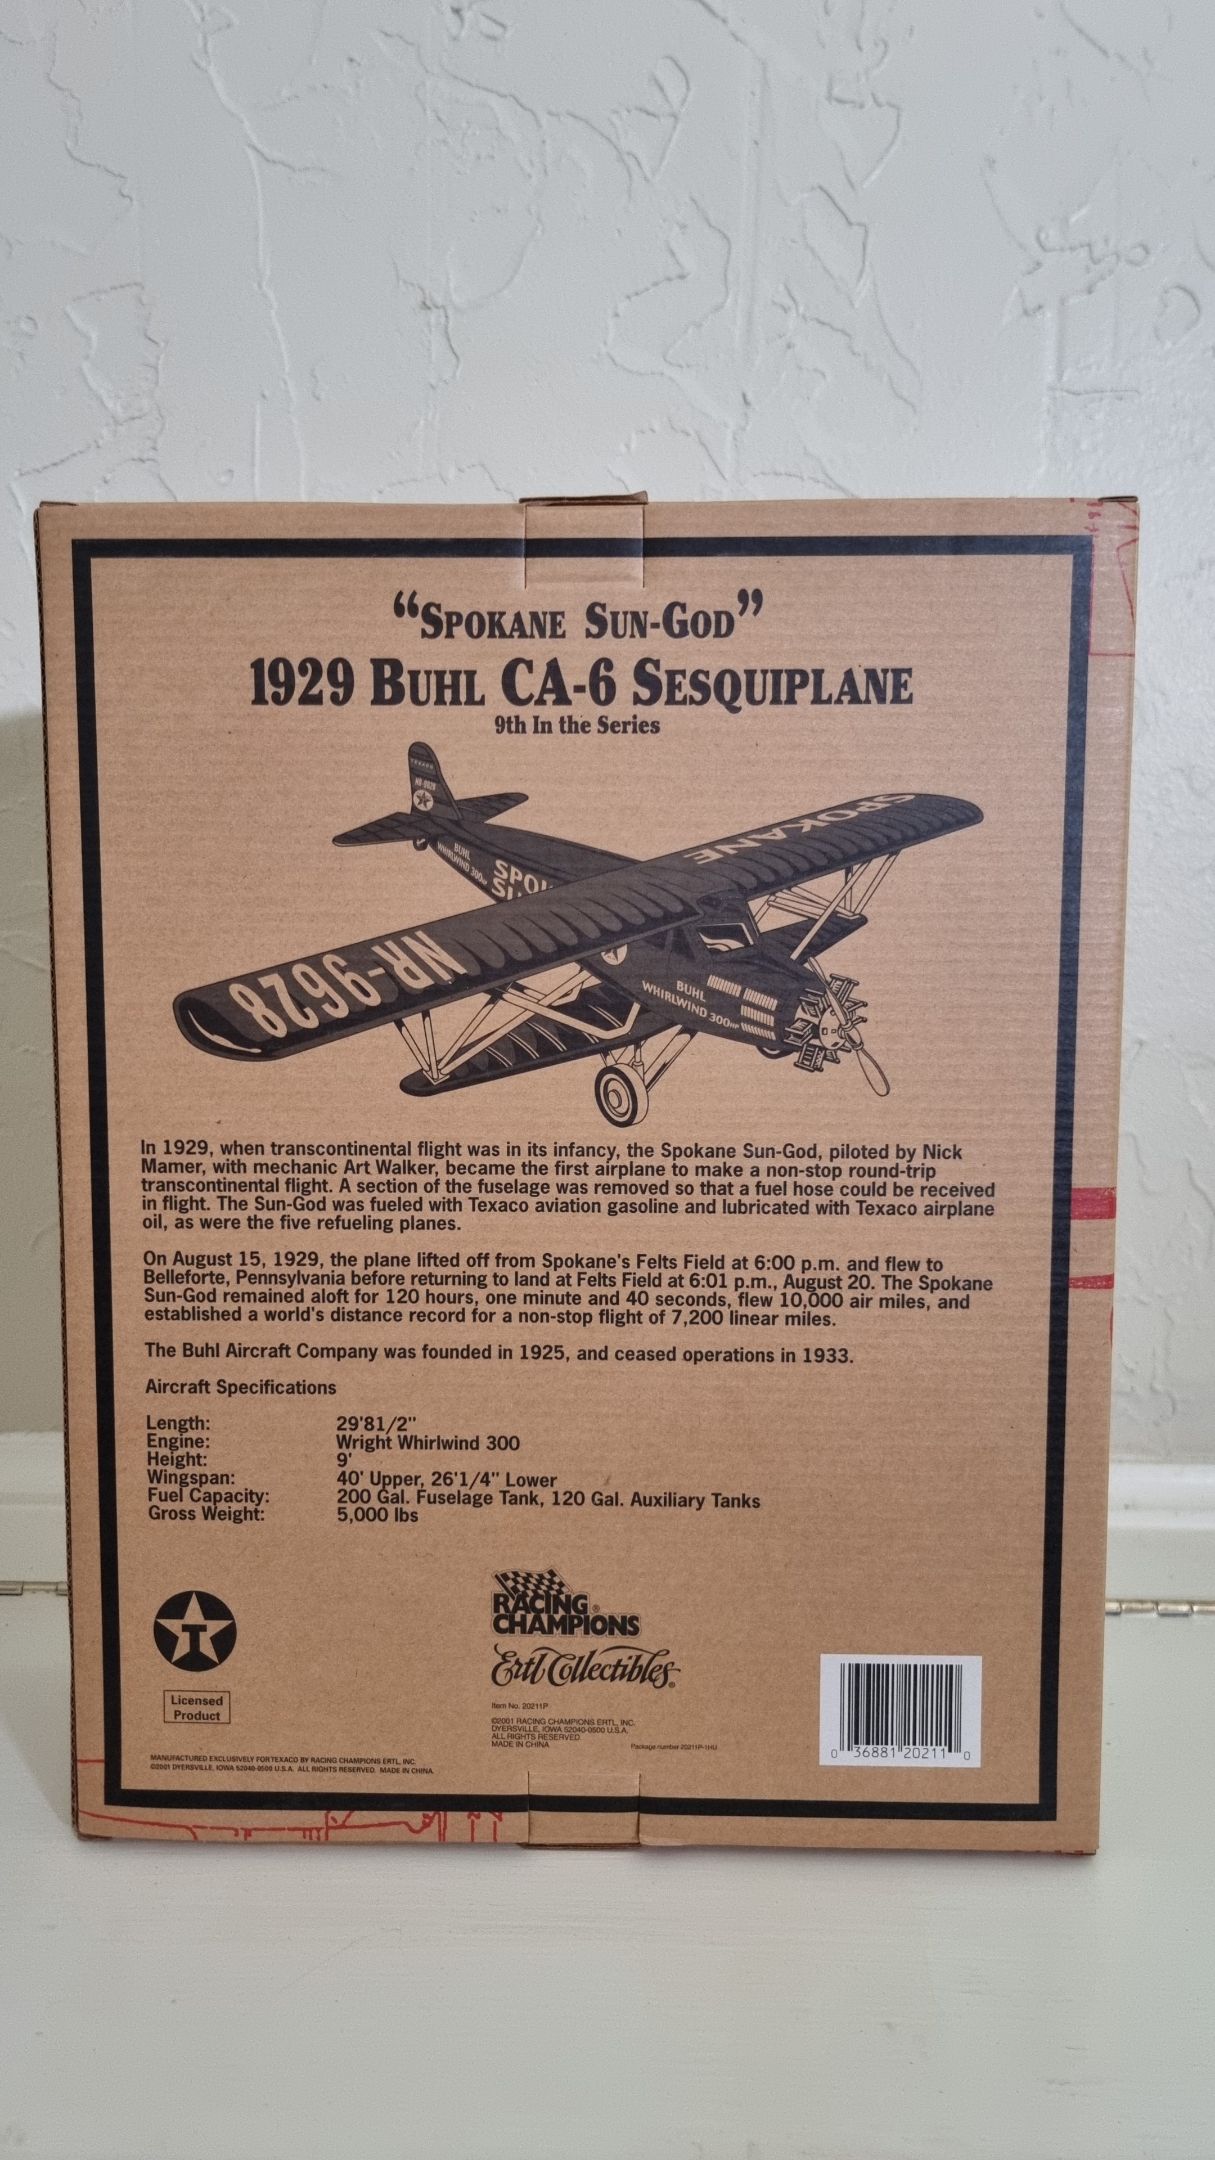 “SPOKANE SUN-GOD”
1929 BUHL CA-6 SESQUIPLANE
9th In the Series
TEXACO
NR-9628
BUHL
WHIRLWIND 300HP
SPOKANE
NR-9628
BUHL
WHIRLWIND 300HP
In 1929, when transcontinental flight was in its infancy, the Spokane Sun-God, piloted by Nick
Mamer, with mechanic Art Walker, became the first airplane to make a non-stop round-trip
transcontinental flight. A section of the fuselage was removed so that a fuel hose could be received
in flight. The Sun-God was fueled with Texaco aviation gasoline and lubricated with Texaco airplane
oil, as were the five refueling planes.
On August 15, 1929, the plane lifted off from Spokane's Felts Field at 6:00 p.m. and flew to
Belleforte, Pennsylvania before returning to land at Felts Field at 6:01 p.m., August 20. The Spokane
Sun-God remained aloft for 120 hours, one minute and 40 seconds, flew 10,000 air miles, and
established a world's distance record for a non-stop flight of 7,200 linear miles.
The Buhl Aircraft Company was founded in 1925, and ceased operations in 1933.
Aircraft Specifications
Length: 29'81/2"
Engine: Wright Whirlwind 300
Height: 9'
Wingspan: 40' Upper, 26'1/4" Lower
Fuel Capacity: 200 Gal. Fuselage Tank, 120 Gal. Auxiliary Tanks
Gross Weight: 5,000 lbs
T
Licensed
Product
RACING
CHAMPIONS®
Ertl Collectibles®
Item No. 20211P
©2001 RACING CHAMPIONS ERTL, INC.
DYERSVILLE, IOWA 52040-0500 U.S.A.
ALL RIGHTS RESERVED
MADE IN CHINA
Package number 20211P-1HU
MANUFACTURED EXCLUSIVELY FOR TEXACO BY RACING CHAMPIONS ERTL, INC.
©2001 DYERSVILLE, IOWA 52040-0500 U.S.A. ALL RIGHTS RESERVED. MADE IN CHINA
0 36881 20211 0